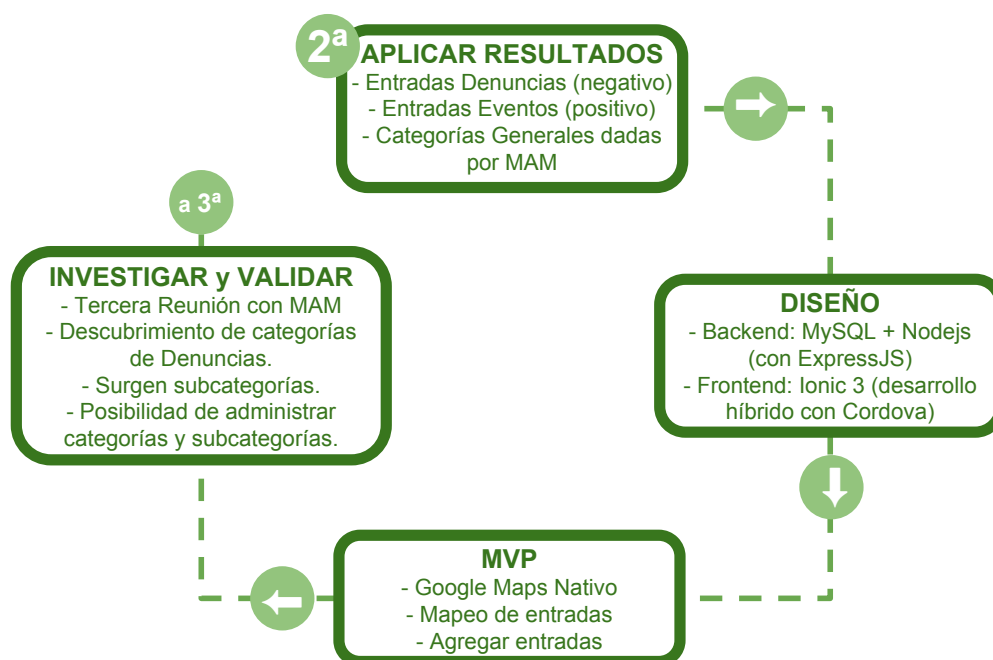 2ª
APLICAR RESULTADOS
- Entradas Denuncias (negativo)
- Entradas Eventos (positivo)
- Categorías Generales dadas
por MAM
DISEÑO
- Backend: MySQL + Nodejs
(con ExpressJS)
- Frontend: Ionic 3 (desarrollo
híbrido con Cordova)
MVP
- Google Maps Nativo
- Mapeo de entradas
- Agregar entradas
a 3ª
INVESTIGAR y VALIDAR
- Tercera Reunión con MAM
- Descubrimiento de categorías
de Denuncias.
- Surgen subcategorías.
- Posibilidad de administrar
categorías y subcategorías.